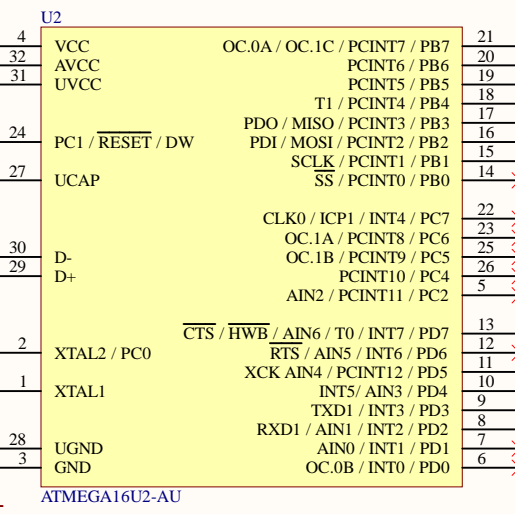 U2
4 VCC OC.0A / OC.1C / PCINT7 / PB7 21
32 AVCC PCINT6 / PB6 20
31 UVCC PCINT5 / PB5 19
T1 / PCINT4 / PB4 18
PDO / MISO / PCINT3 / PB3 17
24 PC1 / RESET / DW PDI / MOSI / PCINT2 / PB2 16
SCLK / PCINT1 / PB1 15
27 UCAP SS / PCINT0 / PB0 14
CLK0 / ICP1 / INT4 / PC7 22
OC.1A / PCINT8 / PC6 23
30 D- OC.1B / PCINT9 / PC5 25
29 D+ PCINT10 / PC4 26
AIN2 / PCINT11 / PC2 5
CTS / HWB / AIN6 / T0 / INT7 / PD7 13
2 XTAL2 / PC0 RTS / AIN5 / INT6 / PD6 12
XCK AIN4 / PCINT12 / PD5 11
1 XTAL1 INT5/ AIN3 / PD4 10
TXD1 / INT3 / PD3 9
RXD1 / AIN1 / INT2 / PD2 8
28 UGND AIN0 / INT1 / PD1 7
3 GND OC.0B / INT0 / PD0 6
ATMEGA16U2-AU